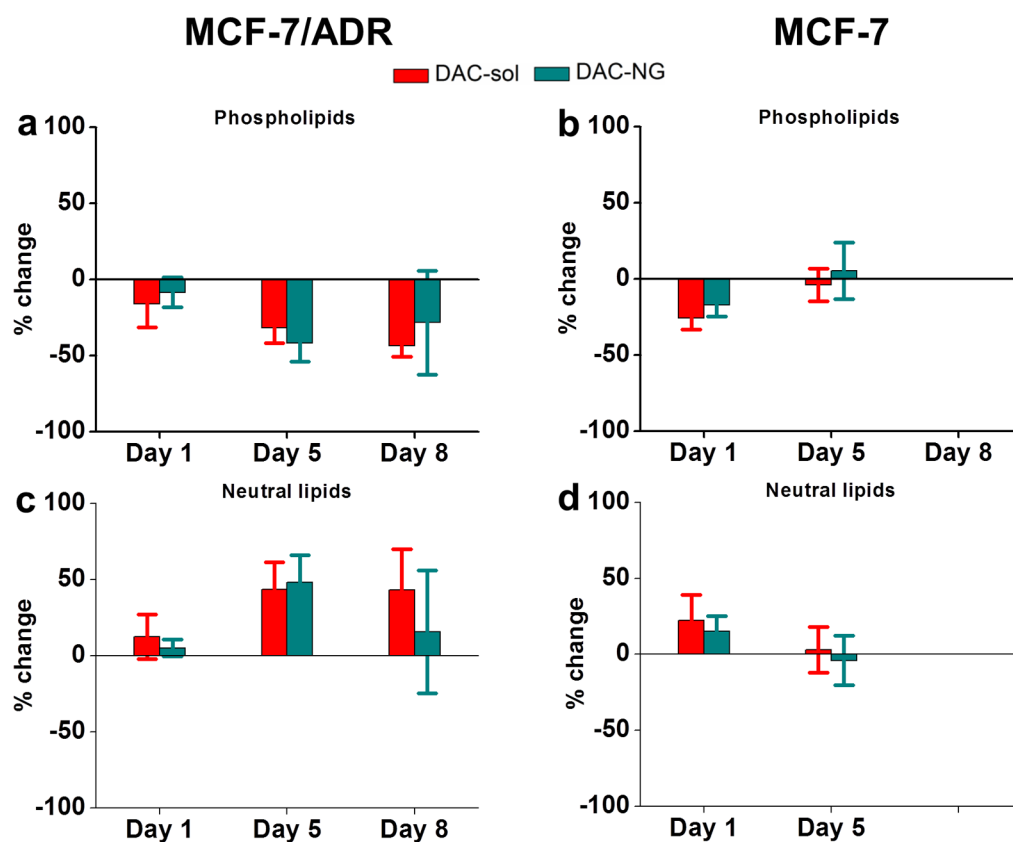 MCF-7/ADR
MCF-7
DAC-sol
DAC-NG
a
Phospholipids
% change
100
50
0
-50
-100
Day 1
Day 5
Day 8
b
Phospholipids
% change
100
50
0
-50
-100
Day 1
Day 5
Day 8
c
Neutral lipids
% change
100
50
0
-50
-100
Day 1
Day 5
Day 8
d
Neutral lipids
% change
100
50
0
-50
-100
Day 1
Day 5